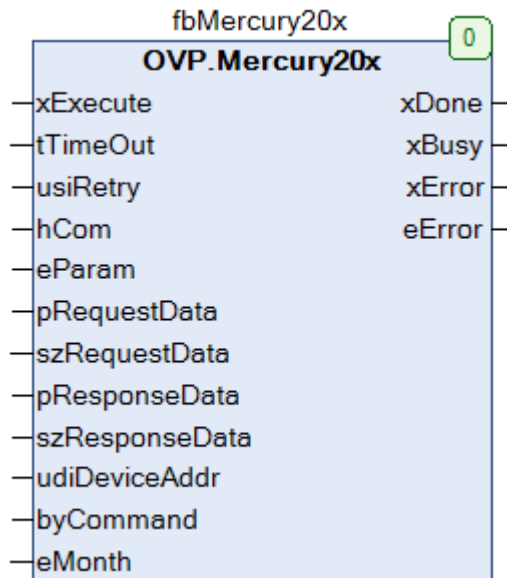 fbMercury20x
0
OVP.Mercury20x
xExecute xDone
tTimeOut xBusy
usiRetry xError
hCom eError
eParam
pRequestData
szRequestData
pResponseData
szResponseData
udiDeviceAddr
byCommand
eMonth